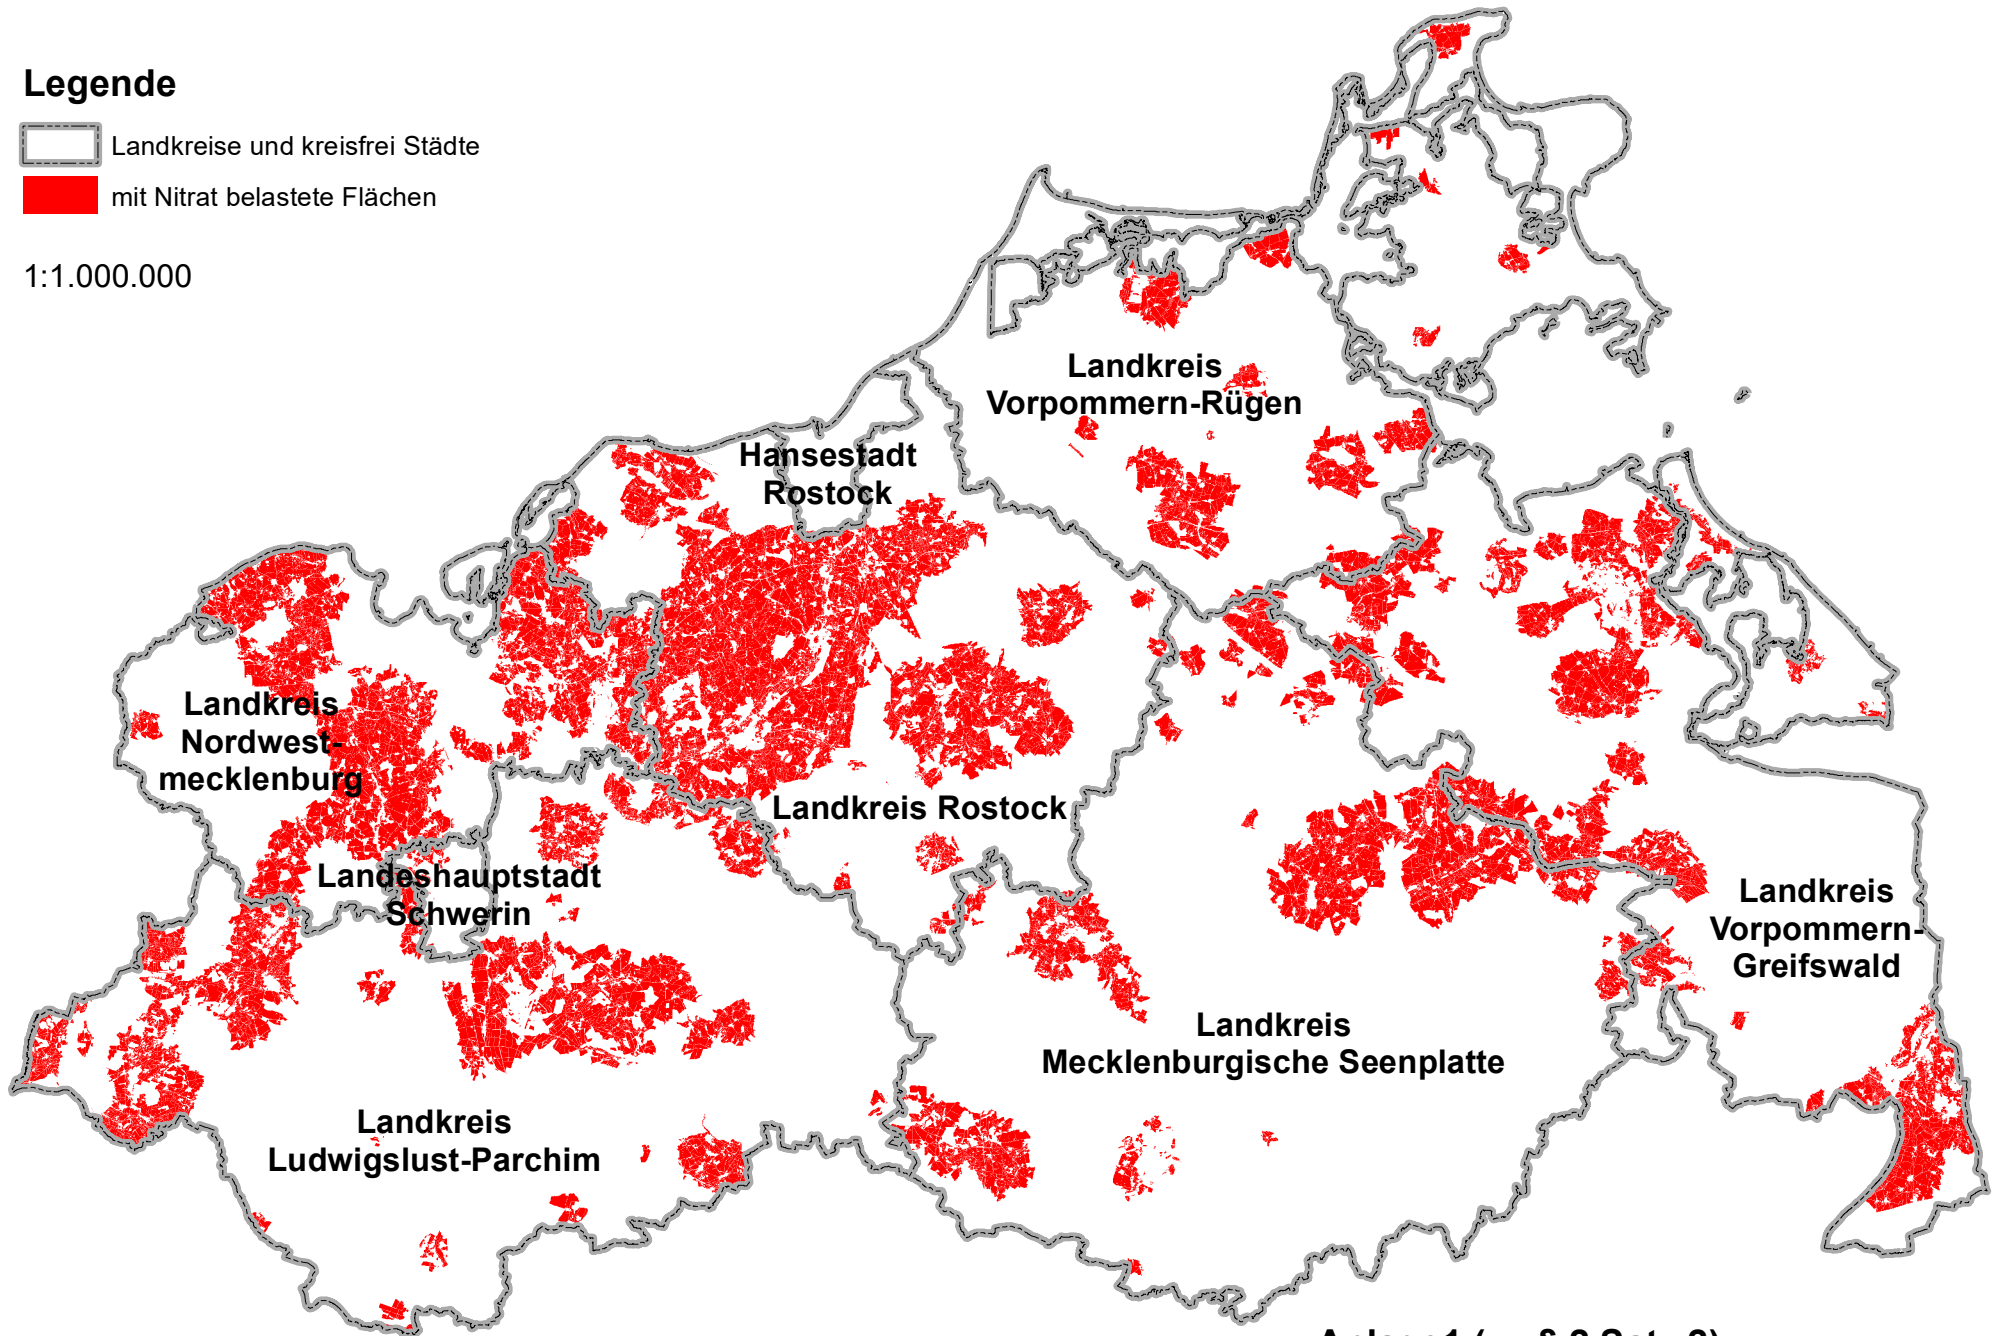 Legende
Landkreise und kreisfrei Städte
mit Nitrat belastete Flächen
1:1.000.000
Landkreis
Vorpommern-Rügen
Hansestadt
Rostock
Landkreis
Nordwest-
mecklenburg
Landkreis Rostock
Landeshauptstadt
Schwerin
Landkreis
Vorpommern-
Greifswald
Landkreis
Mecklenburgische Seenplatte
Landkreis
Ludwigslust-Parchim